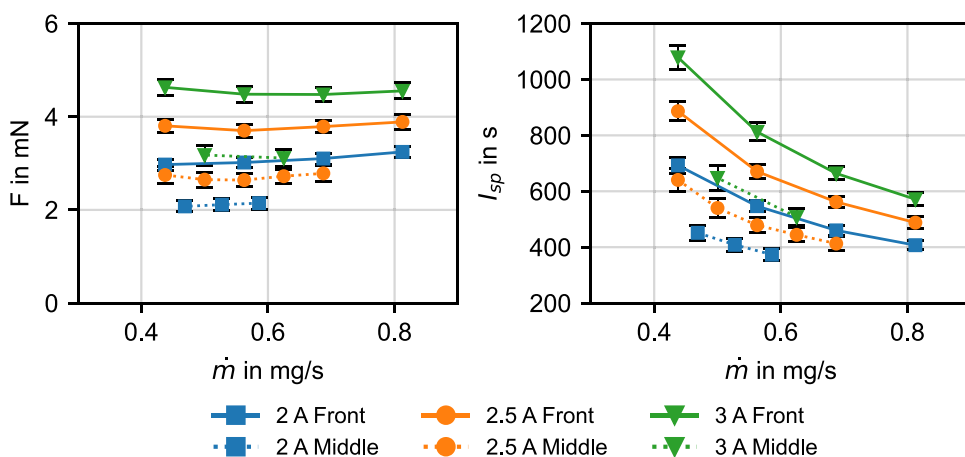 6
4
2
0
F in mN
0.4 0.6 0.8
ṁ in mg/s
1200
1000
800
600
400
200
I_sp in s
0.4 0.6 0.8
ṁ in mg/s
2 A Front 2.5 A Front 3 A Front
2 A Middle 2.5 A Middle 3 A Middle